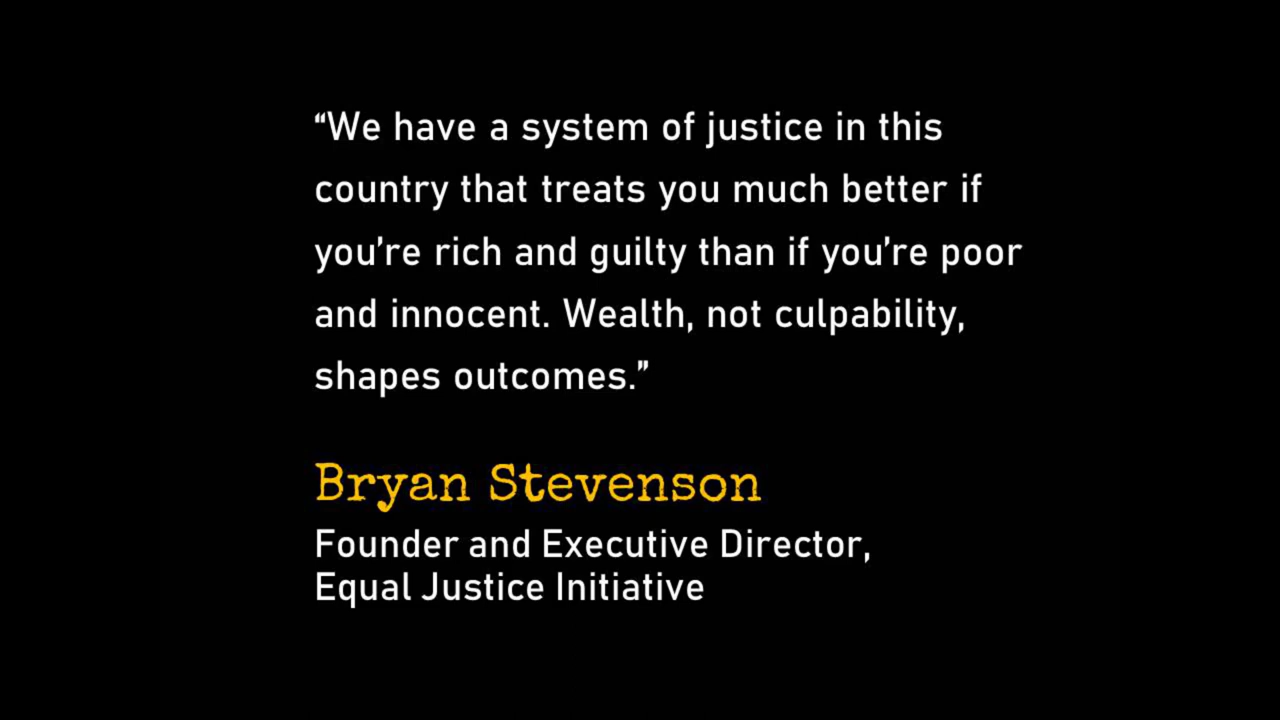 “We have a system of justice in this
country that treats you much better if
you’re rich and guilty than if you’re poor
and innocent. Wealth, not culpability,
shapes outcomes.”
Bryan Stevenson
Founder and Executive Director,
Equal Justice Initiative